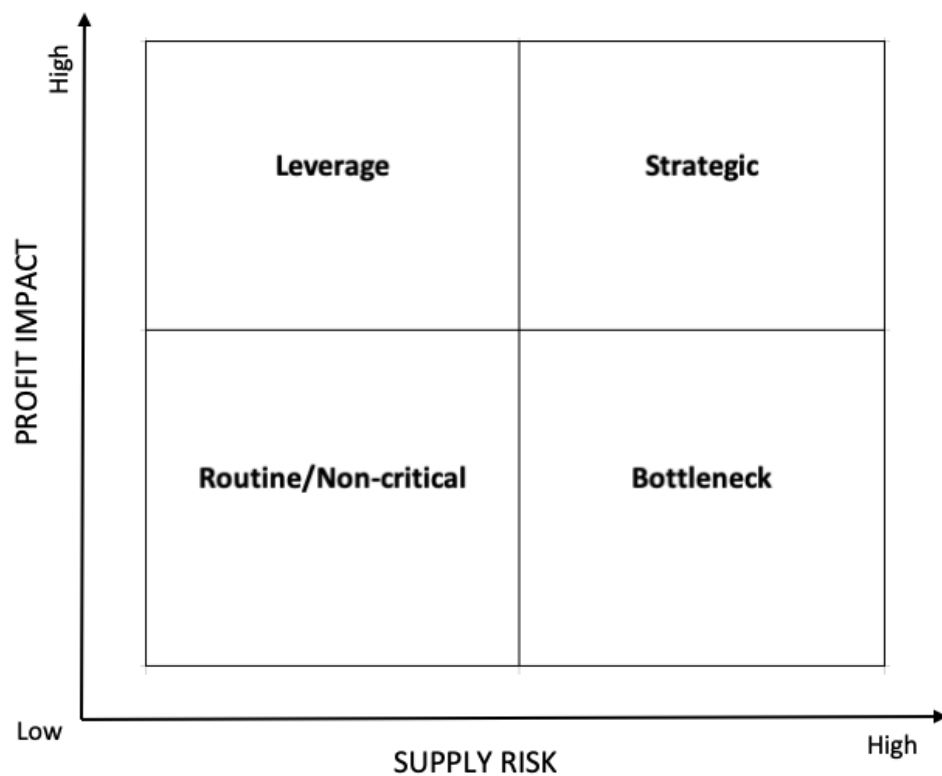 High
Leverage
Strategic
PROFIT IMPACT
Routine/Non-critical
Bottleneck
Low
High
SUPPLY RISK